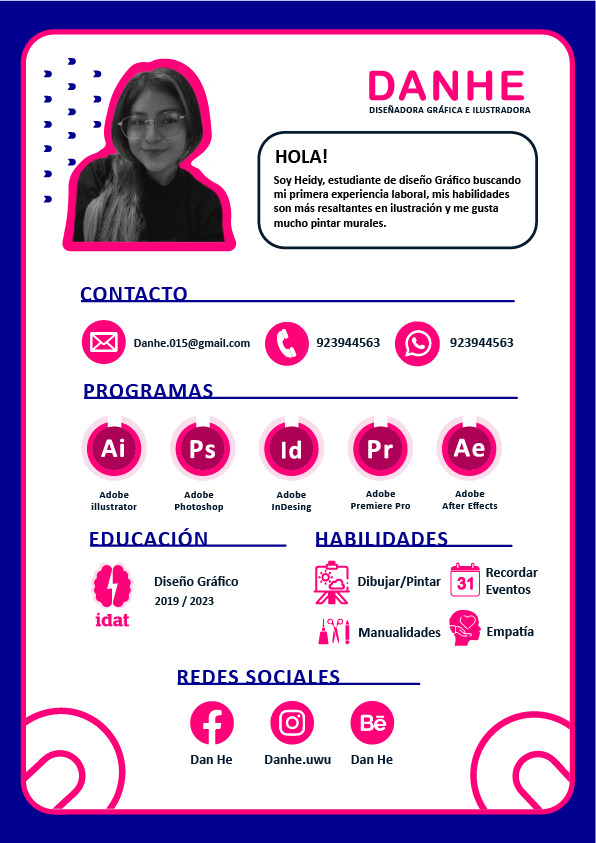 DANHE
DISEÑADORA GRÁFICA E ILUSTRADORA
HOLA!
Soy Heidy, estudiante de diseño Gráfico buscando
mi primera experiencia laboral, mis habilidades
son más resaltantes en ilustración y me gusta
mucho pintar murales.
CONTACTO
Danhe.015@gmail.com
923944563
923944563
PROGRAMAS
Ai
Ps
Id
Pr
Ae
Adobe
illustrator
Adobe
Photoshop
Adobe
InDesing
Adobe
Premiere Pro
Adobe
After Effects
EDUCACIÓN
idat
Diseño Gráfico
2019 / 2023
HABILIDADES
Dibujar/Pintar
31
Recordar
Eventos
Manualidades
Empatía
REDES SOCIALES
f
Bē
Dan He
Danhe.uwu
Dan He